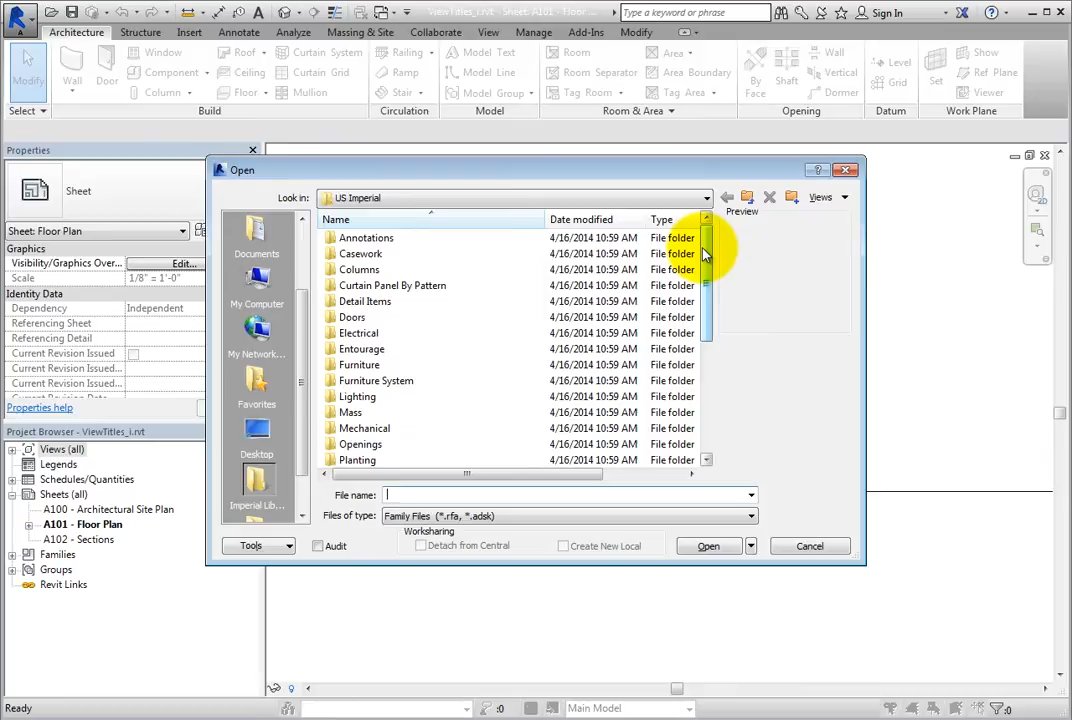 ViewTitles_i.rvt - Sheet: A101 - Floor ...
Type a keyword or phrase
Sign In
Architecture Structure Insert Annotate Analyze Massing & Site Collaborate View Manage Add-Ins Modify
Modify
Wall
Door
Window
Component
Column
Roof
Ceiling
Floor
Curtain System
Curtain Grid
Mullion
Railing
Ramp
Stair
Model Text
Model Line
Model Group
Room
Room Separator
Tag Room
Area
Area Boundary
Tag Area
By Face
Shaft
Wall
Vertical
Dormer
Level
Grid
Set
Show
Ref Plane
Viewer
Select Build Circulation Model Room & Area Opening Datum Work Plane
Properties
Sheet
Sheet: Floor Plan
Graphics
Visibility/Graphics Over... Edit...
Scale 1/8" = 1'-0"
Identity Data
Dependency Independent
Referencing Sheet
Referencing Detail
Current Revision Issued
Current Revision Issued...
Current Revision Date...
Properties help
Project Browser - ViewTitles_i.rvt
Views (all)
Legends
Schedules/Quantities
Sheets (all)
A100 - Architectural Site Plan
A101 - Floor Plan
A102 - Sections
Families
Groups
Revit Links
Open
Look in: US Imperial
Views
Preview
Documents
My Computer
My Network...
Favorites
Desktop
Imperial Lib...
Name Date modified Type
Annotations 4/16/2014 10:59 AM File folder
Casework 4/16/2014 10:59 AM File folder
Columns 4/16/2014 10:59 AM File folder
Curtain Panel By Pattern 4/16/2014 10:59 AM File folder
Detail Items 4/16/2014 10:59 AM File folder
Doors 4/16/2014 10:59 AM File folder
Electrical 4/16/2014 10:59 AM File folder
Entourage 4/16/2014 10:59 AM File folder
Furniture 4/16/2014 10:59 AM File folder
Furniture System 4/16/2014 10:59 AM File folder
Lighting 4/16/2014 10:59 AM File folder
Mass 4/16/2014 10:59 AM File folder
Mechanical 4/16/2014 10:59 AM File folder
Openings 4/16/2014 10:59 AM File folder
Planting 4/16/2014 10:59 AM File folder
File name:
Files of type: Family Files (*.rfa, *.adsk)
Worksharing
Tools Audit Detach from Central Create New Local Open Cancel
Ready
:0
Main Model
:0